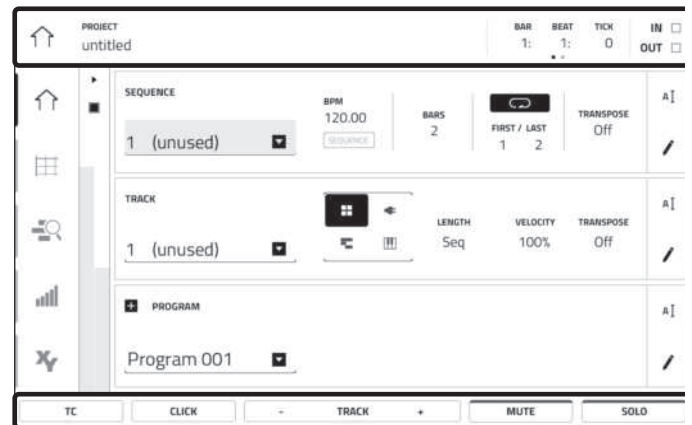 PROJECT
untitled
BAR BEAT TICK
1: 1: 0
IN
OUT
SEQUENCE
1 (unused)
BPM
120.00
SEQUENCE
BARS
2
FIRST / LAST
1 2
TRANSPOSE
Off
A
TRACK
1 (unused)
LENGTH
Seq
VELOCITY
100%
TRANSPOSE
Off
A
PROGRAM
Program 001
A
XY
TC CLICK - TRACK + MUTE SOLO